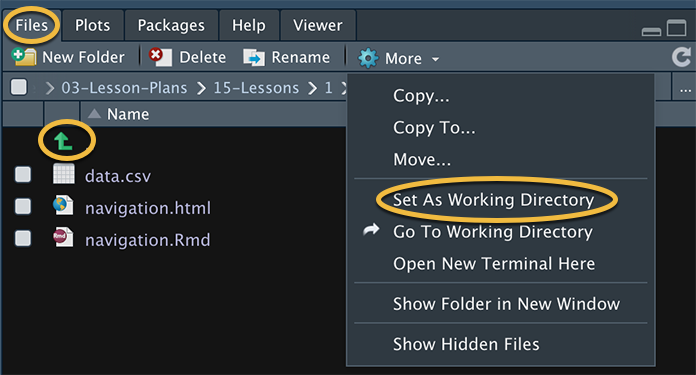 Files Plots Packages Help Viewer
New Folder Delete Rename More
03-Lesson-Plans 15-Lessons 1 ...
Name
data.csv
navigation.html
Rmd navigation.Rmd
Copy...
Copy To...
Move...
Set As Working Directory
Go To Working Directory
Open New Terminal Here
Show Folder in New Window
Show Hidden Files